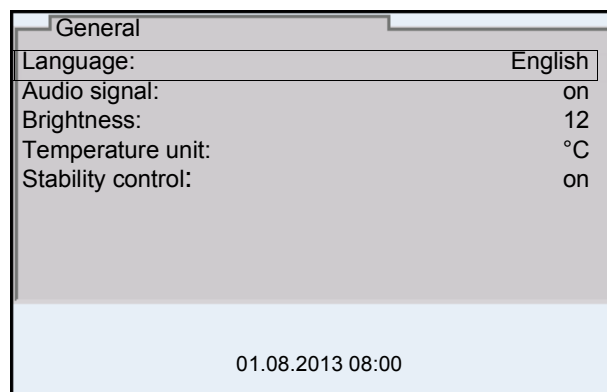 General
Language: English
Audio signal: on
Brightness: 12
Temperature unit: °C
Stability control: on
01.08.2013 08:00